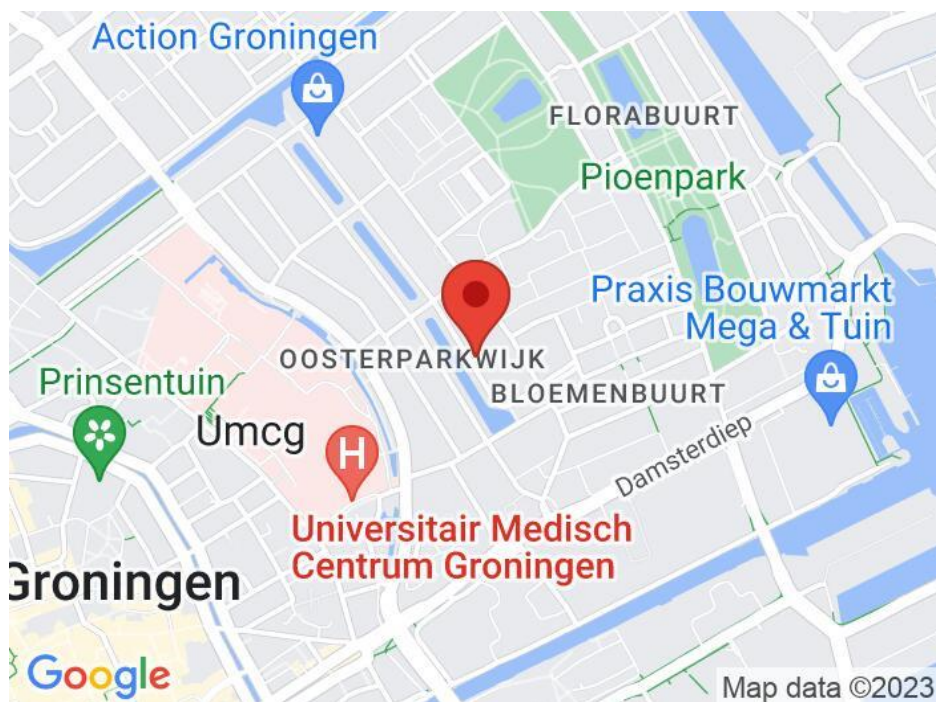 Action Groningen
FLORABUURT
Pioenpark
Praxis Bouwmarkt
Mega & Tuin
OOSTERPARKWIJK
Prinsentuin
BLOEMENBUURT
Umcg
H
Damsterdiep
Universitair Medisch
Centrum Groningen
Groningen
Google
Map data ©2023